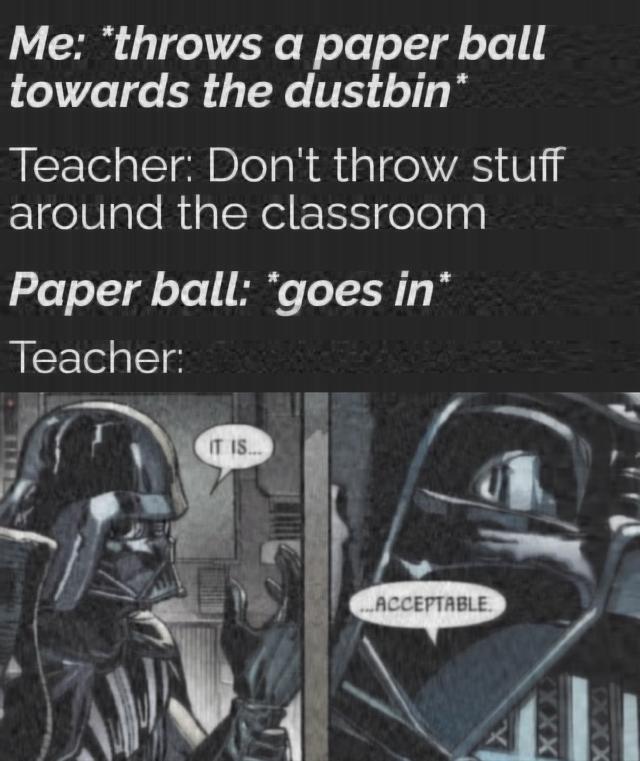 Me: *throws a paper ball
towards the dustbin*
Teacher: Don't throw stuff
around the classroom
Paper ball: *goes in*
Teacher:
IT IS...
...ACCEPTABLE.